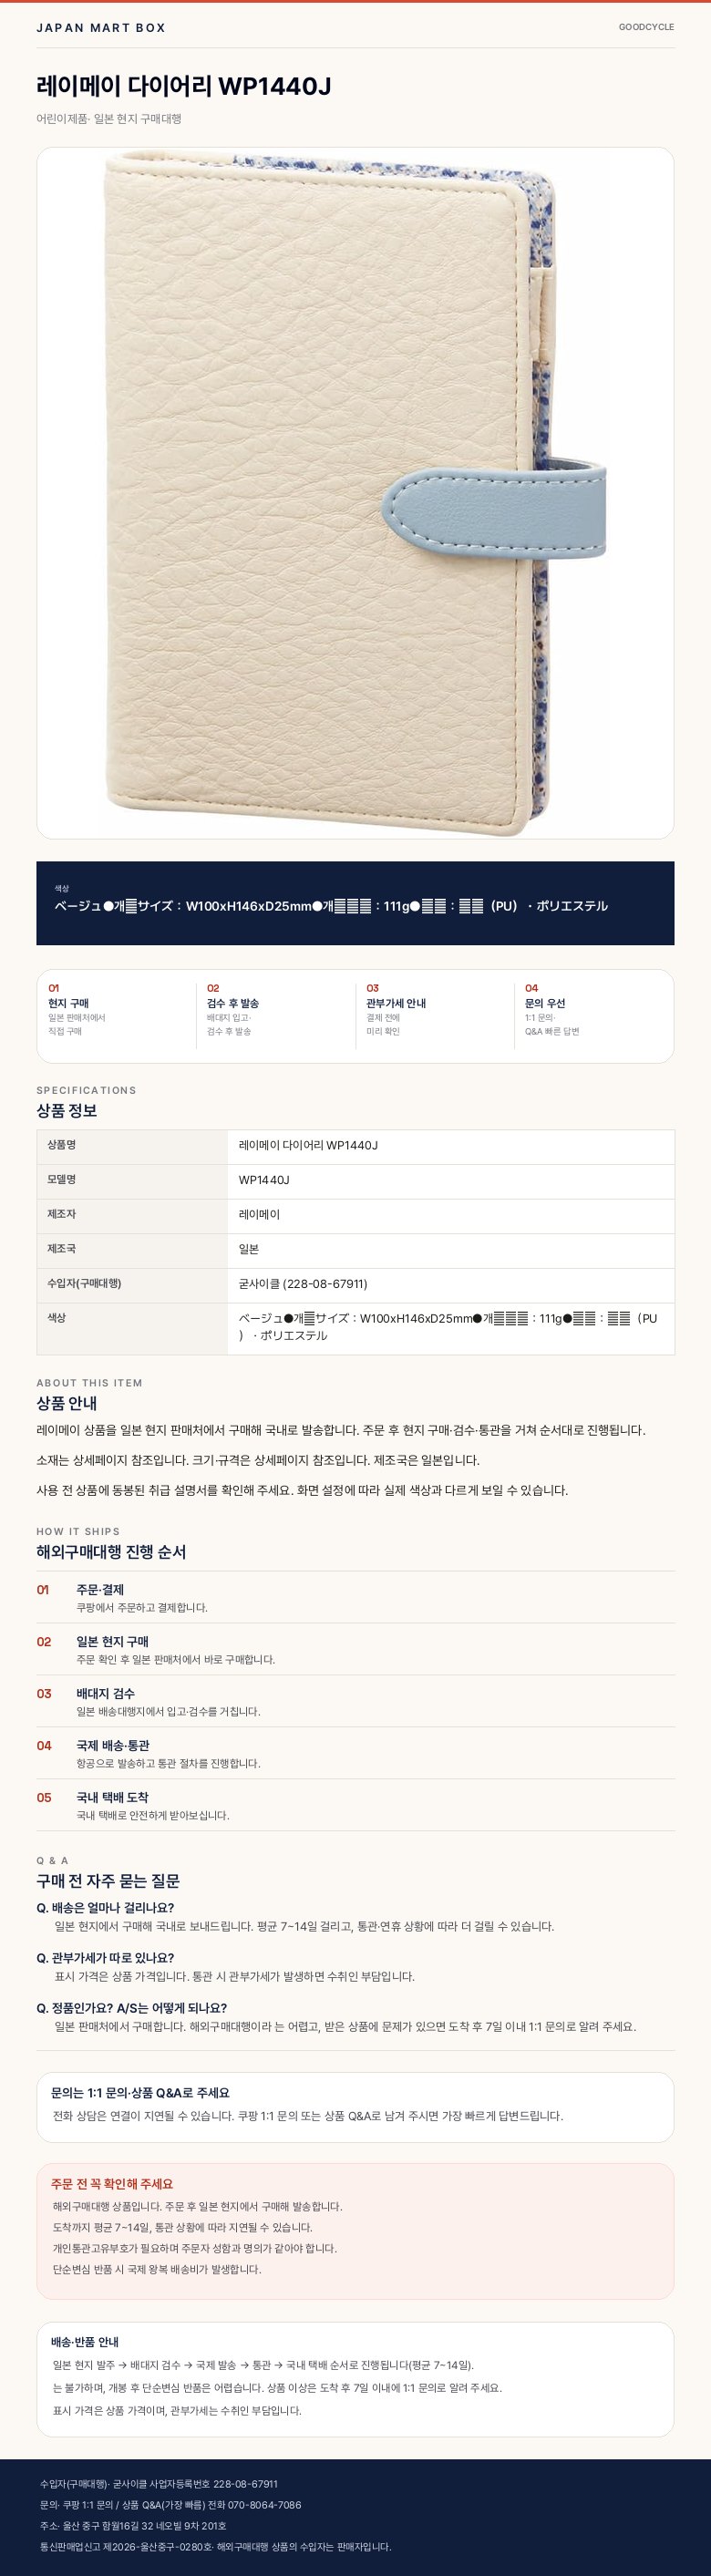 JAPAN MART BOX
GOODCYCLE
레이메이 다이어리 WP1440J
어린이제품· 일본 현지 구매대행
색상
ベージュ●개 サイズ：W100xH146xD25mm●개 ：111g● ： （PU）・ポリエステル
01
현지 구매
일본 판매처에서
직접 구매
02
검수 후 발송
배대지 입고·
검수 후 발송
03
관부가세 안내
결제 전에
미리 확인
04
문의 우선
1:1 문의·
Q&A 빠른 답변
SPECIFICATIONS
상품 정보
상품명 레이메이 다이어리 WP1440J
모델명 WP1440J
제조자 레이메이
제조국 일본
수입자(구매대행) 굳사이클 (228-08-67911)
색상 ベージュ●개 サイズ：W100xH146xD25mm●개 ：111g● ： （PU
）・ポリエステル
ABOUT THIS ITEM
상품 안내
레이메이 상품을 일본 현지 판매처에서 구매해 국내로 발송합니다. 주문 후 현지 구매·검수·통관을 거쳐 순서대로 진행됩니다.
소재는 상세페이지 참조입니다. 크기·규격은 상세페이지 참조입니다. 제조국은 일본입니다.
사용 전 상품에 동봉된 취급 설명서를 확인해 주세요. 화면 설정에 따라 실제 색상과 다르게 보일 수 있습니다.
HOW IT SHIPS
해외구매대행 진행 순서
01 주문·결제
쿠팡에서 주문하고 결제합니다.
02 일본 현지 구매
주문 확인 후 일본 판매처에서 바로 구매합니다.
03 배대지 검수
일본 배송대행지에서 입고·검수를 거칩니다.
04 국제 배송·통관
항공으로 발송하고 통관 절차를 진행합니다.
05 국내 택배 도착
국내 택배로 안전하게 받아보십니다.
Q & A
구매 전 자주 묻는 질문
Q. 배송은 얼마나 걸리나요?
일본 현지에서 구매해 국내로 보내드립니다. 평균 7~14일 걸리고, 통관·연휴 상황에 따라 더 걸릴 수 있습니다.
Q. 관부가세가 따로 있나요?
표시 가격은 상품 가격입니다. 통관 시 관부가세가 발생하면 수취인 부담입니다.
Q. 정품인가요? A/S는 어떻게 되나요?
일본 판매처에서 구매합니다. 해외구매대행이라 는 어렵고, 받은 상품에 문제가 있으면 도착 후 7일 이내 1:1 문의로 알려 주세요.
문의는 1:1 문의·상품 Q&A로 주세요
전화 상담은 연결이 지연될 수 있습니다. 쿠팡 1:1 문의 또는 상품 Q&A로 남겨 주시면 가장 빠르게 답변드립니다.
주문 전 꼭 확인해 주세요
해외구매대행 상품입니다. 주문 후 일본 현지에서 구매해 발송합니다.
도착까지 평균 7~14일, 통관 상황에 따라 지연될 수 있습니다.
개인통관고유부호가 필요하며 주문자 성함과 명의가 같아야 합니다.
단순변심 반품 시 국제 왕복 배송비가 발생합니다.
배송·반품 안내
일본 현지 발주 → 배대지 검수 → 국제 발송 → 통관 → 국내 택배 순서로 진행됩니다(평균 7~14일).
는 불가하며, 개봉 후 단순변심 반품은 어렵습니다. 상품 이상은 도착 후 7일 이내에 1:1 문의로 알려 주세요.
표시 가격은 상품 가격이며, 관부가세는 수취인 부담입니다.
수입자(구매대행)· 굳사이클 사업자등록번호 228-08-67911
문의· 쿠팡 1:1 문의 / 상품 Q&A(가장 빠름) 전화 070-8064-7086
주소· 울산 중구 함월16길 32 네오빌 9차 201호
통신판매업신고 제2026-울산중구-0280호· 해외구매대행 상품의 수입자는 판매자입니다.